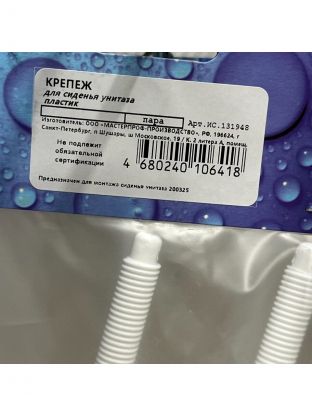 КРЕПЕЖ
для сиденья унитаза
пластик
пара Арт.ИС.131948
Изготовитель: ООО «МАСТЕРПРОФ-ПРОИЗВОДСТВО», РФ, 196624, г
Санкт-Петербург, п Шушары, ш Московское, 19 / К. 2 литера А, помещ.
Не подлежит
обязательной
сертификации
4 680240 106418
Предназначен для монтажа сиденья унитаза 200325